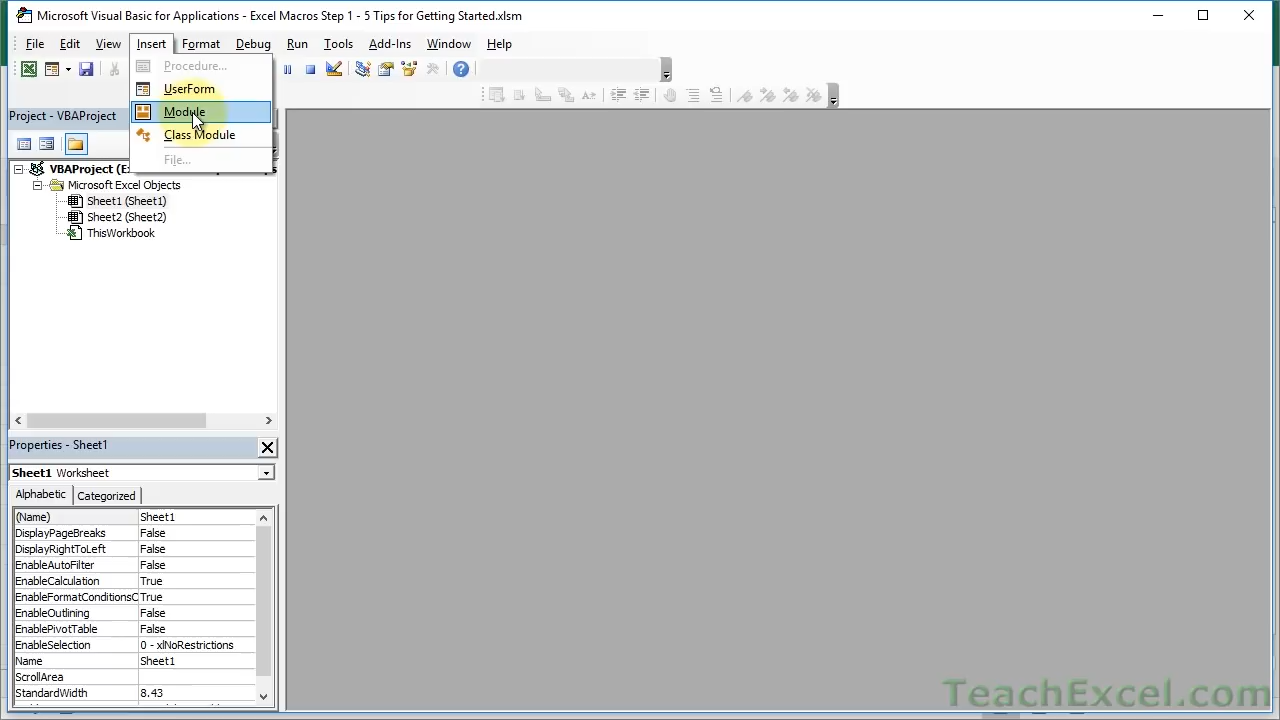 Microsoft Visual Basic for Applications - Excel Macros Step 1 - 5 Tips for Getting Started.xlsm
File Edit View Insert Format Debug Run Tools Add-Ins Window Help
Procedure...
UserForm
Module
Class Module
File...
Project - VBAProject
VBAProject (E
Microsoft Excel Objects
Sheet1 (Sheet1)
Sheet2 (Sheet2)
ThisWorkbook
Properties - Sheet1
Sheet1 Worksheet
Alphabetic Categorized
(Name) Sheet1
DisplayPageBreaks False
DisplayRightToLeft False
EnableAutoFilter False
EnableCalculation True
EnableFormatConditionsC True
EnableOutlining False
EnablePivotTable False
EnableSelection 0 - xlNoRestrictions
Name Sheet1
ScrollArea
StandardWidth 8.43
TeachExcel.com